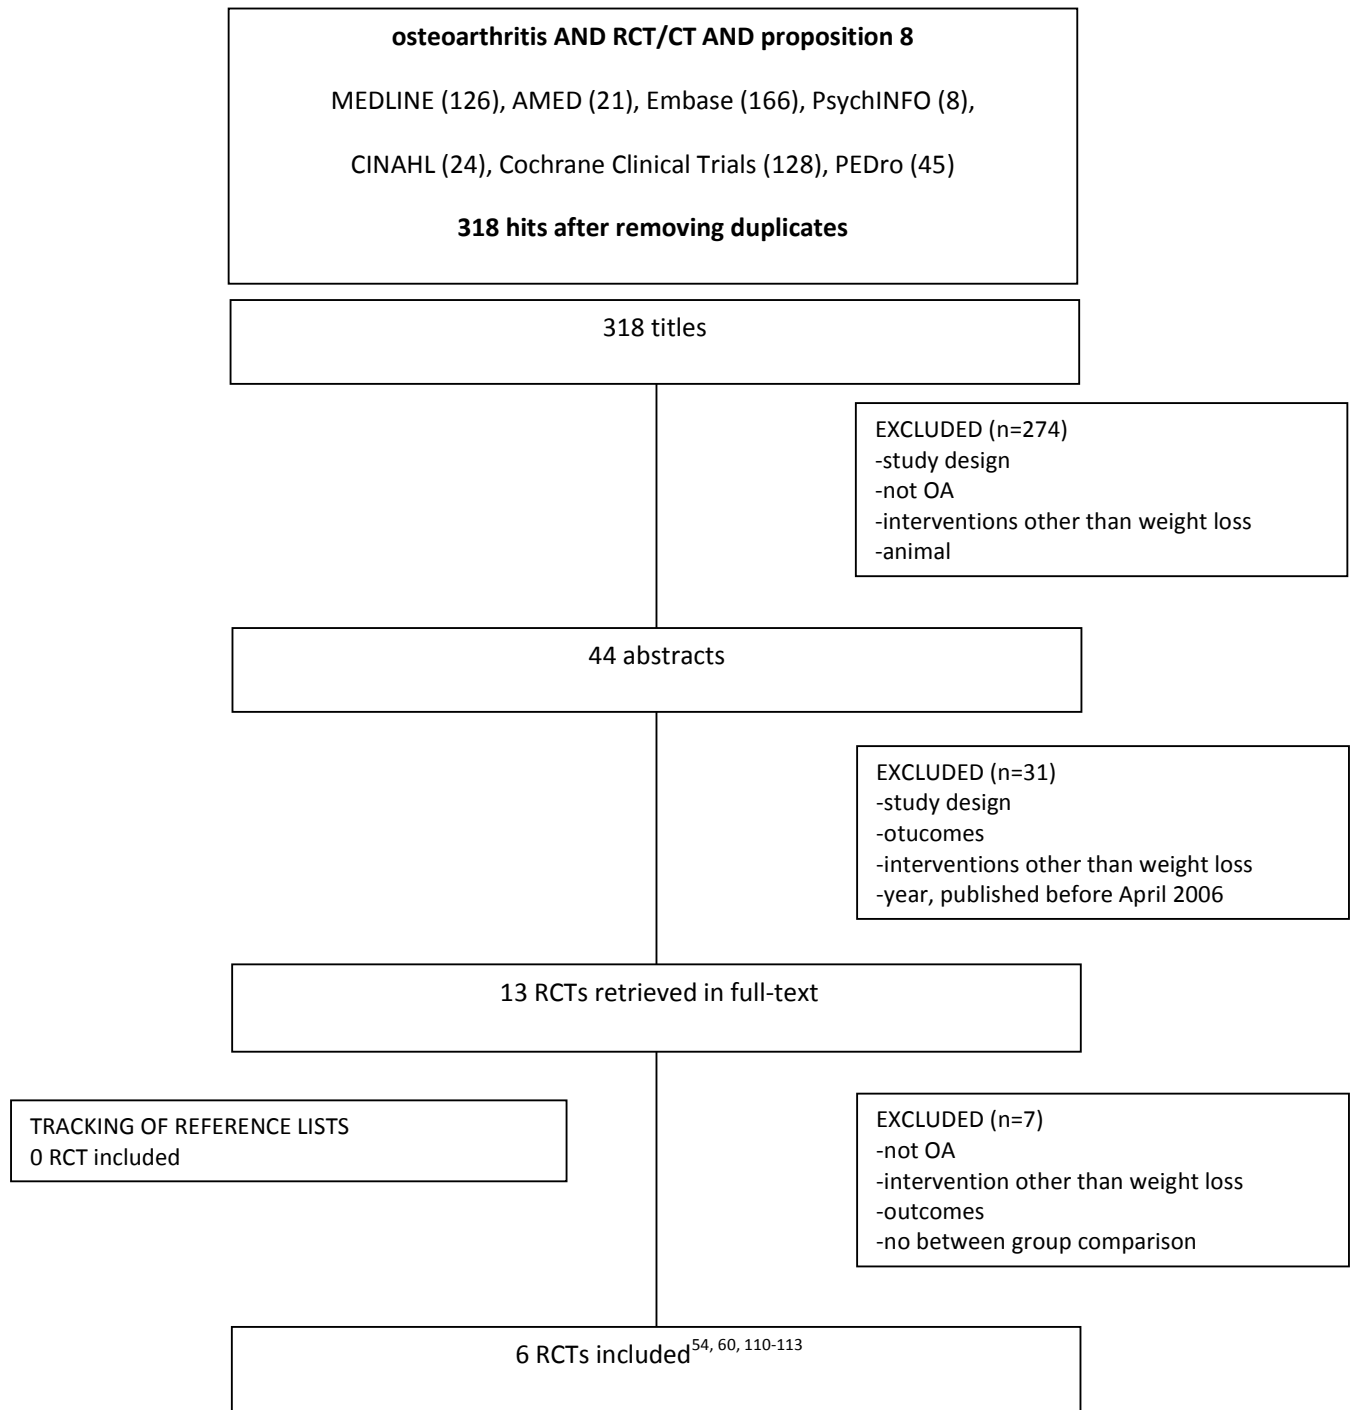 osteoarthritis AND RCT/CT AND proposition 8
MEDLINE (126), AMED (21), Embase (166), PsychINFO (8),
CINAHL (24), Cochrane Clinical Trials (128), PEDro (45)
318 hits after removing duplicates
318 titles
EXCLUDED (n=274)
-study design
-not OA
-interventions other than weight loss
-animal
44 abstracts
EXCLUDED (n=31)
-study design
-otucomes
-interventions other than weight loss
-year, published before April 2006
13 RCTs retrieved in full-text
TRACKING OF REFERENCE LISTS
0 RCT included
EXCLUDED (n=7)
-not OA
-intervention other than weight loss
-outcomes
-no between group comparison
6 RCTs included54, 60, 110-113